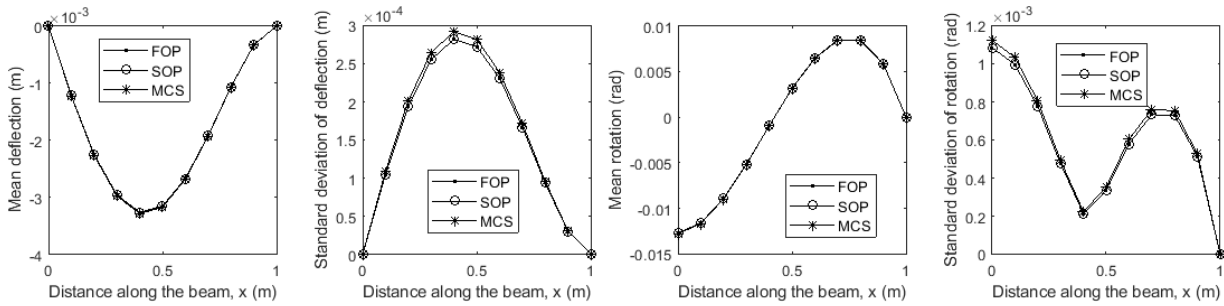 ×10⁻³
0
-1
-2
-3
-4
Mean deflection (m)
FOP
SOP
MCS
0 0.5 1
Distance along the beam, x (m)
×10⁻⁴
3
2.5
2
1.5
1
0.5
0
Standard deviation of deflection (m)
FOP
SOP
MCS
0 0.5 1
Distance along the beam, x (m)
0.01
0.005
0
-0.005
-0.01
-0.015
Mean rotation (rad)
FOP
SOP
MCS
0 0.5 1
Distance along the beam, x (m)
×10⁻³
1.2
1
0.8
0.6
0.4
0.2
0
Standard deviation of rotation (rad)
FOP
SOP
MCS
0 0.5 1
Distance along the beam, x (m)